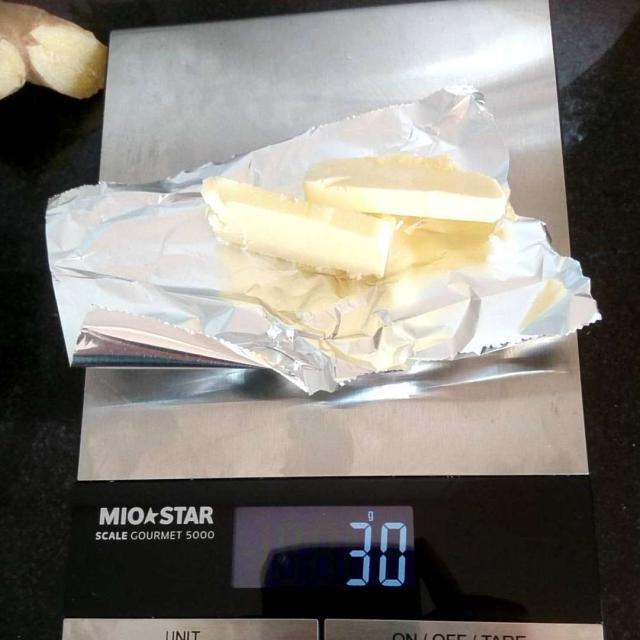 MIO★STAR
SCALE GOURMET 5000
g
30
UNIT
ON / OFF / TARE